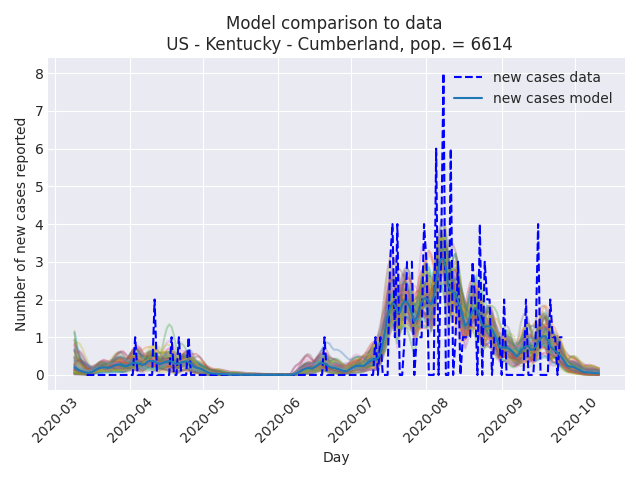 Model comparison to data
US - Kentucky - Cumberland, pop. = 6614
new cases data
new cases model
Number of new cases reported
8
7
6
5
4
3
2
1
0
2020-03
2020-04
2020-05
2020-06
2020-07
2020-08
2020-09
2020-10
Day